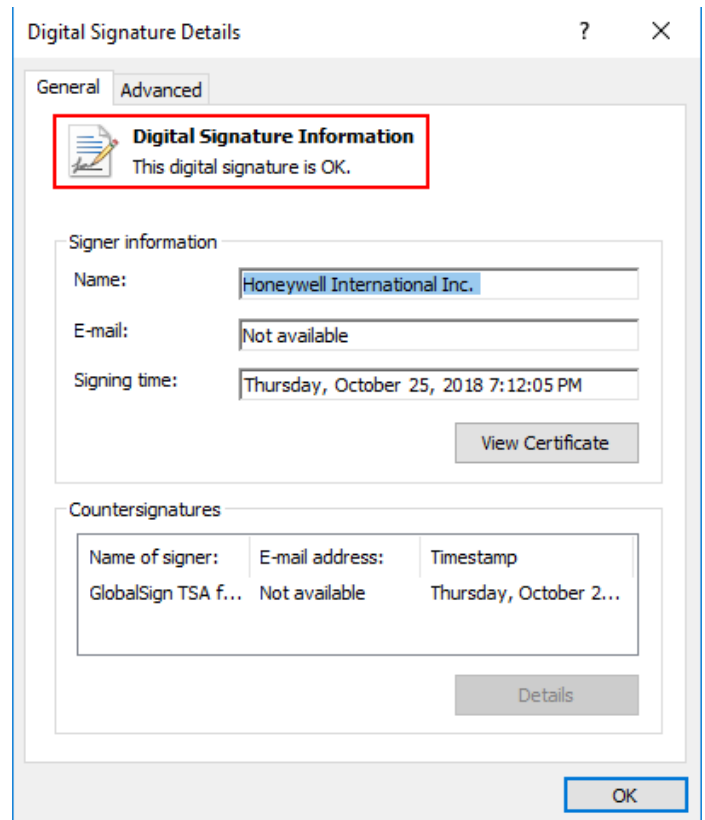 Digital Signature Details ?
General Advanced
Digital Signature Information
This digital signature is OK.
Signer information
Name: Honeywell International Inc.
E-mail: Not available
Signing time: Thursday, October 25, 2018 7:12:05 PM
View Certificate
Countersignatures
Name of signer: E-mail address: Timestamp
GlobalSign TSA f... Not available Thursday, October 2...
Details
OK